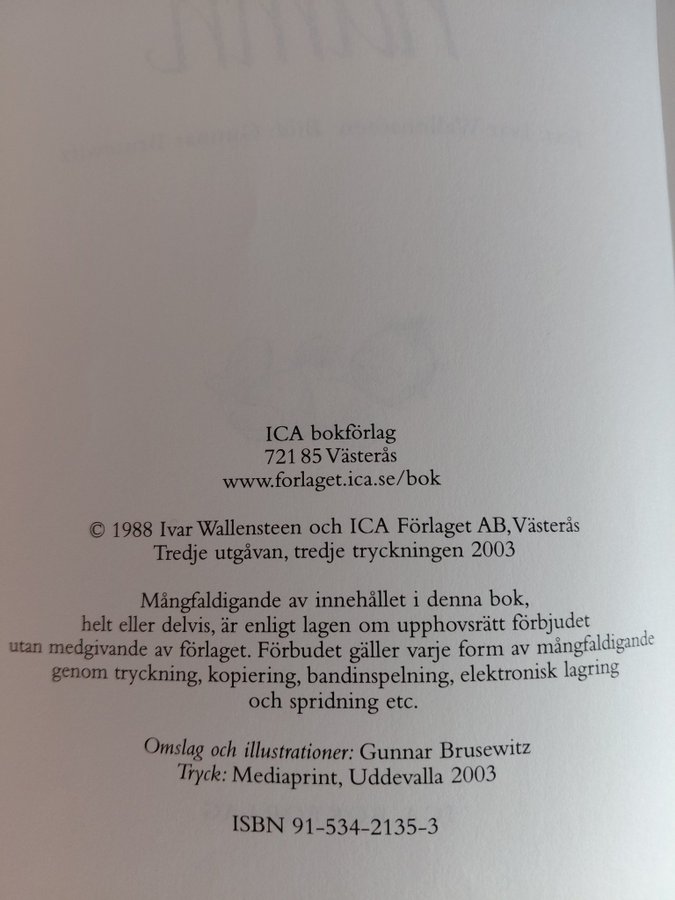 ICA bokförlag
721 85 Västerås
www.forlaget.ica.se/bok
© 1988 Ivar Wallensteen och ICA Förlaget AB, Västerås
Tredje utgåvan, tredje tryckningen 2003
Mångfaldigande av innehållet i denna bok,
helt eller delvis, är enligt lagen om upphovsrätt förbjudet
utan medgivande av förlaget. Förbudet gäller varje form av mångfaldigande
genom tryckning, kopiering, bandinspelning, elektronisk lagring
och spridning etc.
Omslag och illustrationer: Gunnar Brusewitz
Tryck: Mediaprint, Uddevalla 2003
ISBN 91-534-2135-3